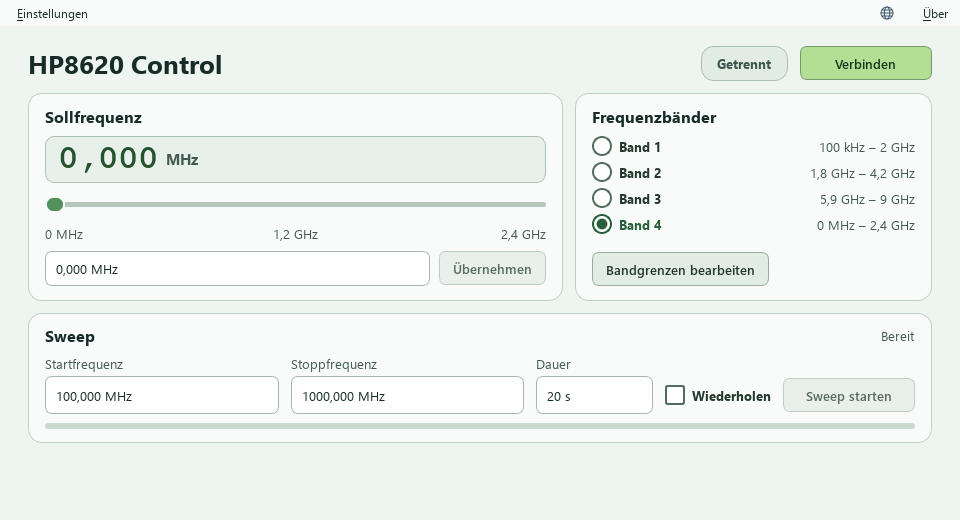 Einstellungen
Über
HP8620 Control
Getrennt
Verbinden
Sollfrequenz
0,000 MHz
0 MHz
1,2 GHz
2,4 GHz
0,000 MHz
Übernehmen
Frequenzbänder
Band 1
100 kHz – 2 GHz
Band 2
1,8 GHz – 4,2 GHz
Band 3
5,9 GHz – 9 GHz
Band 4
0 MHz – 2,4 GHz
Bandgrenzen bearbeiten
Sweep
Bereit
Startfrequenz
Stoppfrequenz
Dauer
100,000 MHz
1000,000 MHz
20 s
Wiederholen
Sweep starten